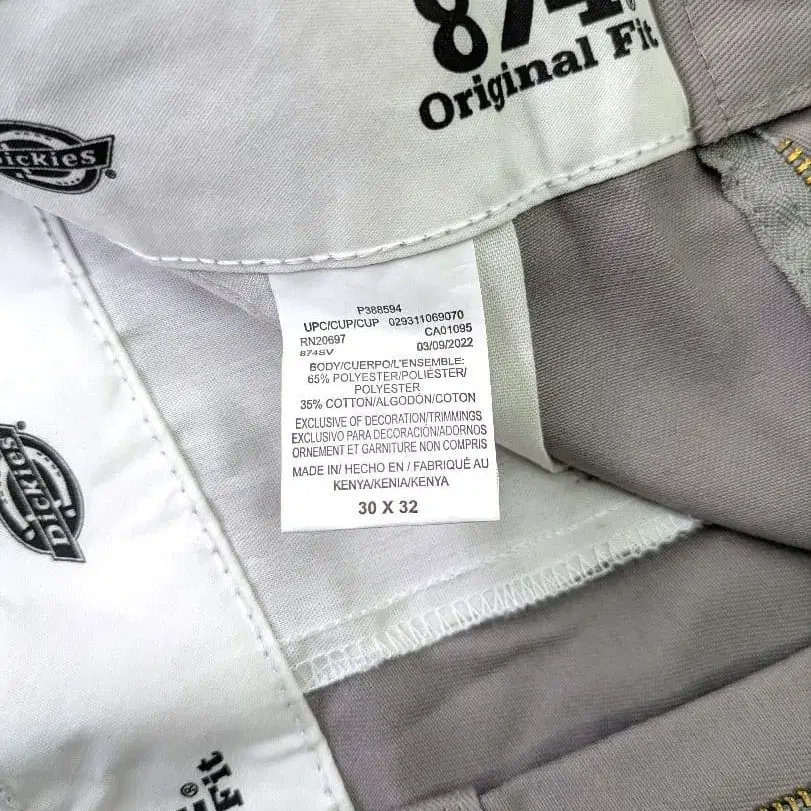 874
Original Fit
Dickies
P388594
UPC/CUP/CUP 029311069070
RN20697 CA01095
874SV 03/09/2022
BODY/CUERPO/L'ENSEMBLE:
65% POLYESTER/POLIÉSTER/
POLYESTER
35% COTTON/ALGODÓN/COTON
EXCLUSIVE OF DECORATION/TRIMMINGS
EXCLUSIVO PARA DECORACIÓN/ADORNOS
ORNEMENT ET GARNITURE NON COMPRIS
MADE IN/ HECHO EN / FABRIQUÉ AU
KENYA/KENIA/KENYA
30 X 32
Dickies
Fit